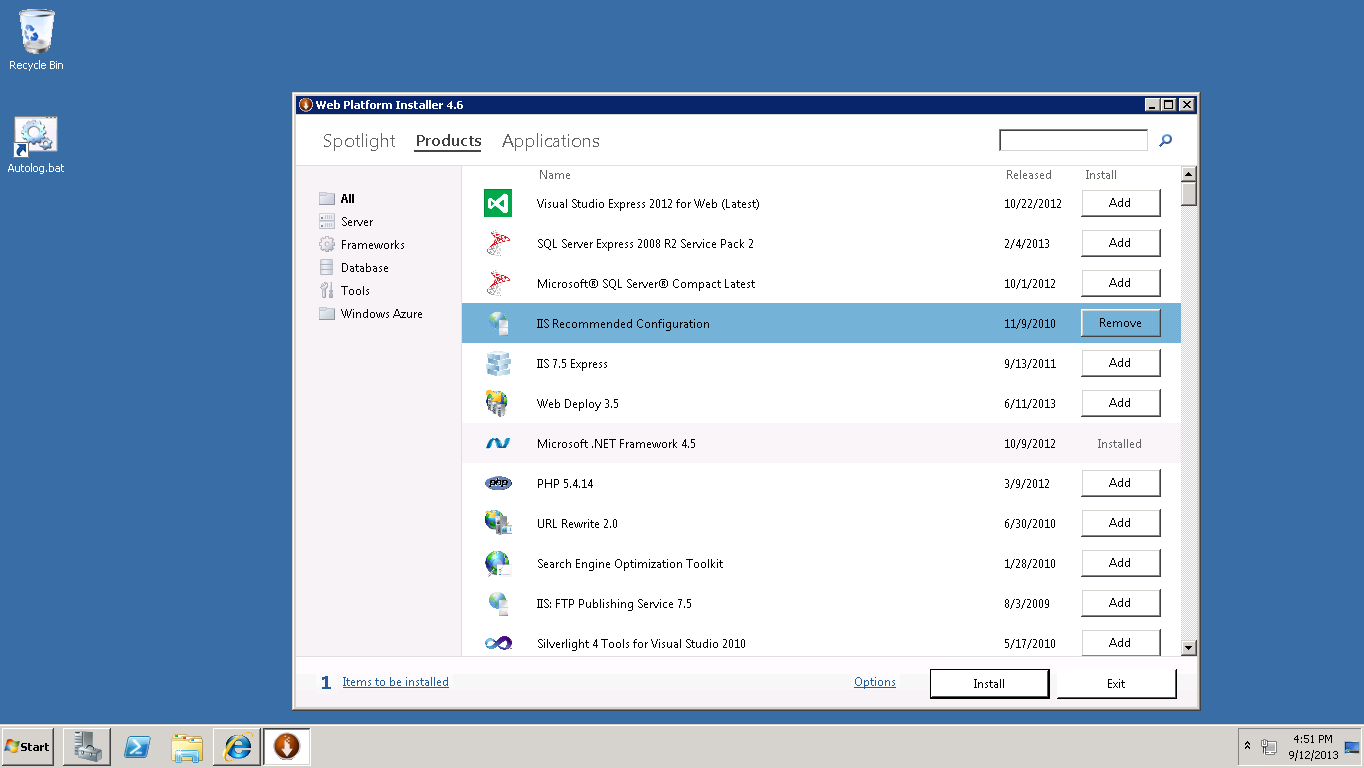 Recycle Bin
Autolog.bat
Web Platform Installer 4.6
Spotlight Products Applications
All
Server
Frameworks
Database
Tools
Windows Azure
Name Released Install
Visual Studio Express 2012 for Web (Latest) 10/22/2012 Add
SQL Server Express 2008 R2 Service Pack 2 2/4/2013 Add
Microsoft® SQL Server® Compact Latest 10/1/2012 Add
IIS Recommended Configuration 11/9/2010 Remove
IIS 7.5 Express 9/13/2011 Add
Web Deploy 3.5 6/11/2013 Add
Microsoft .NET Framework 4.5 10/9/2012 Installed
php PHP 5.4.14 3/9/2012 Add
URL Rewrite 2.0 6/30/2010 Add
Search Engine Optimization Toolkit 1/28/2010 Add
IIS: FTP Publishing Service 7.5 8/3/2009 Add
Silverlight 4 Tools for Visual Studio 2010 5/17/2010 Add
1 Items to be installed Options Install Exit
Start
4:51 PM
9/12/2013